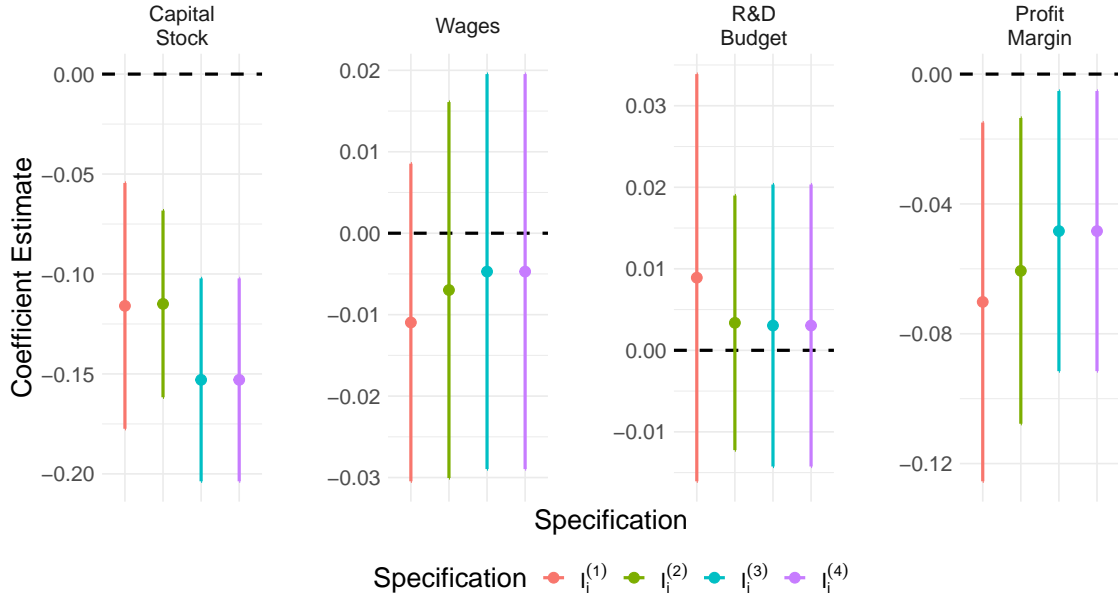 Capital
Stock
Wages
R&D
Budget
Profit
Margin
Coefficient Estimate
0.00
−0.05
−0.10
−0.15
−0.20
0.02
0.01
0.00
−0.01
−0.02
−0.03
0.03
0.02
0.01
0.00
−0.01
0.00
−0.04
−0.08
−0.12
Specification
Specification I_i^(1) I_i^(2) I_i^(3) I_i^(4)